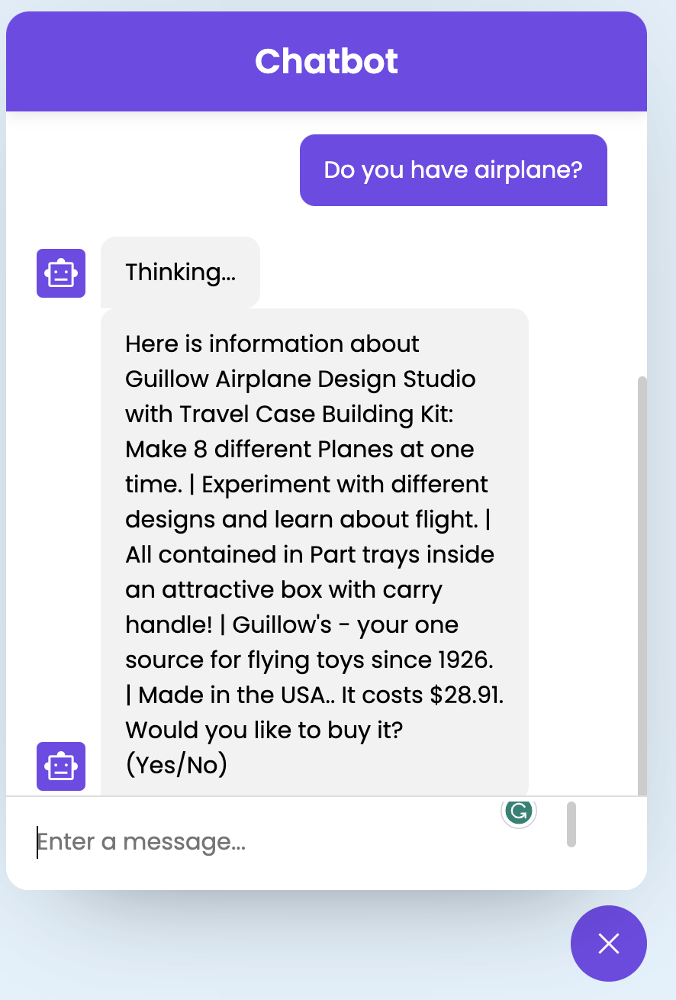 Chatbot
Do you have airplane?
Thinking...
Here is information about
Guillow Airplane Design Studio
with Travel Case Building Kit:
Make 8 different Planes at one
time. | Experiment with different
designs and learn about flight. |
All contained in Part trays inside
an attractive box with carry
handle! | Guillow's - your one
source for flying toys since 1926.
| Made in the USA.. It costs $28.91.
Would you like to buy it?
(Yes/No)
Enter a message...